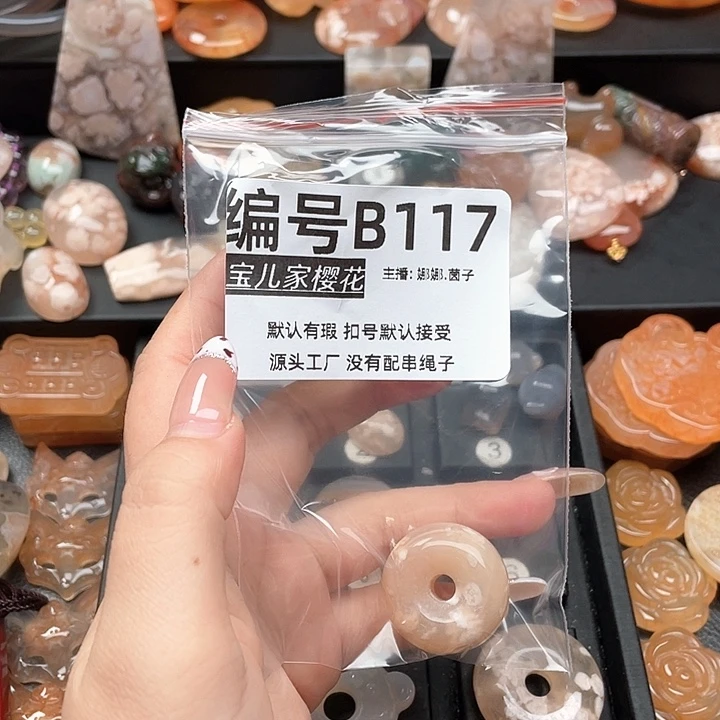 编号B117
宝儿家樱花 主播: 娜娜.茵子
默认有瑕 扣号默认接受
源头工厂 没有配串绳子
3